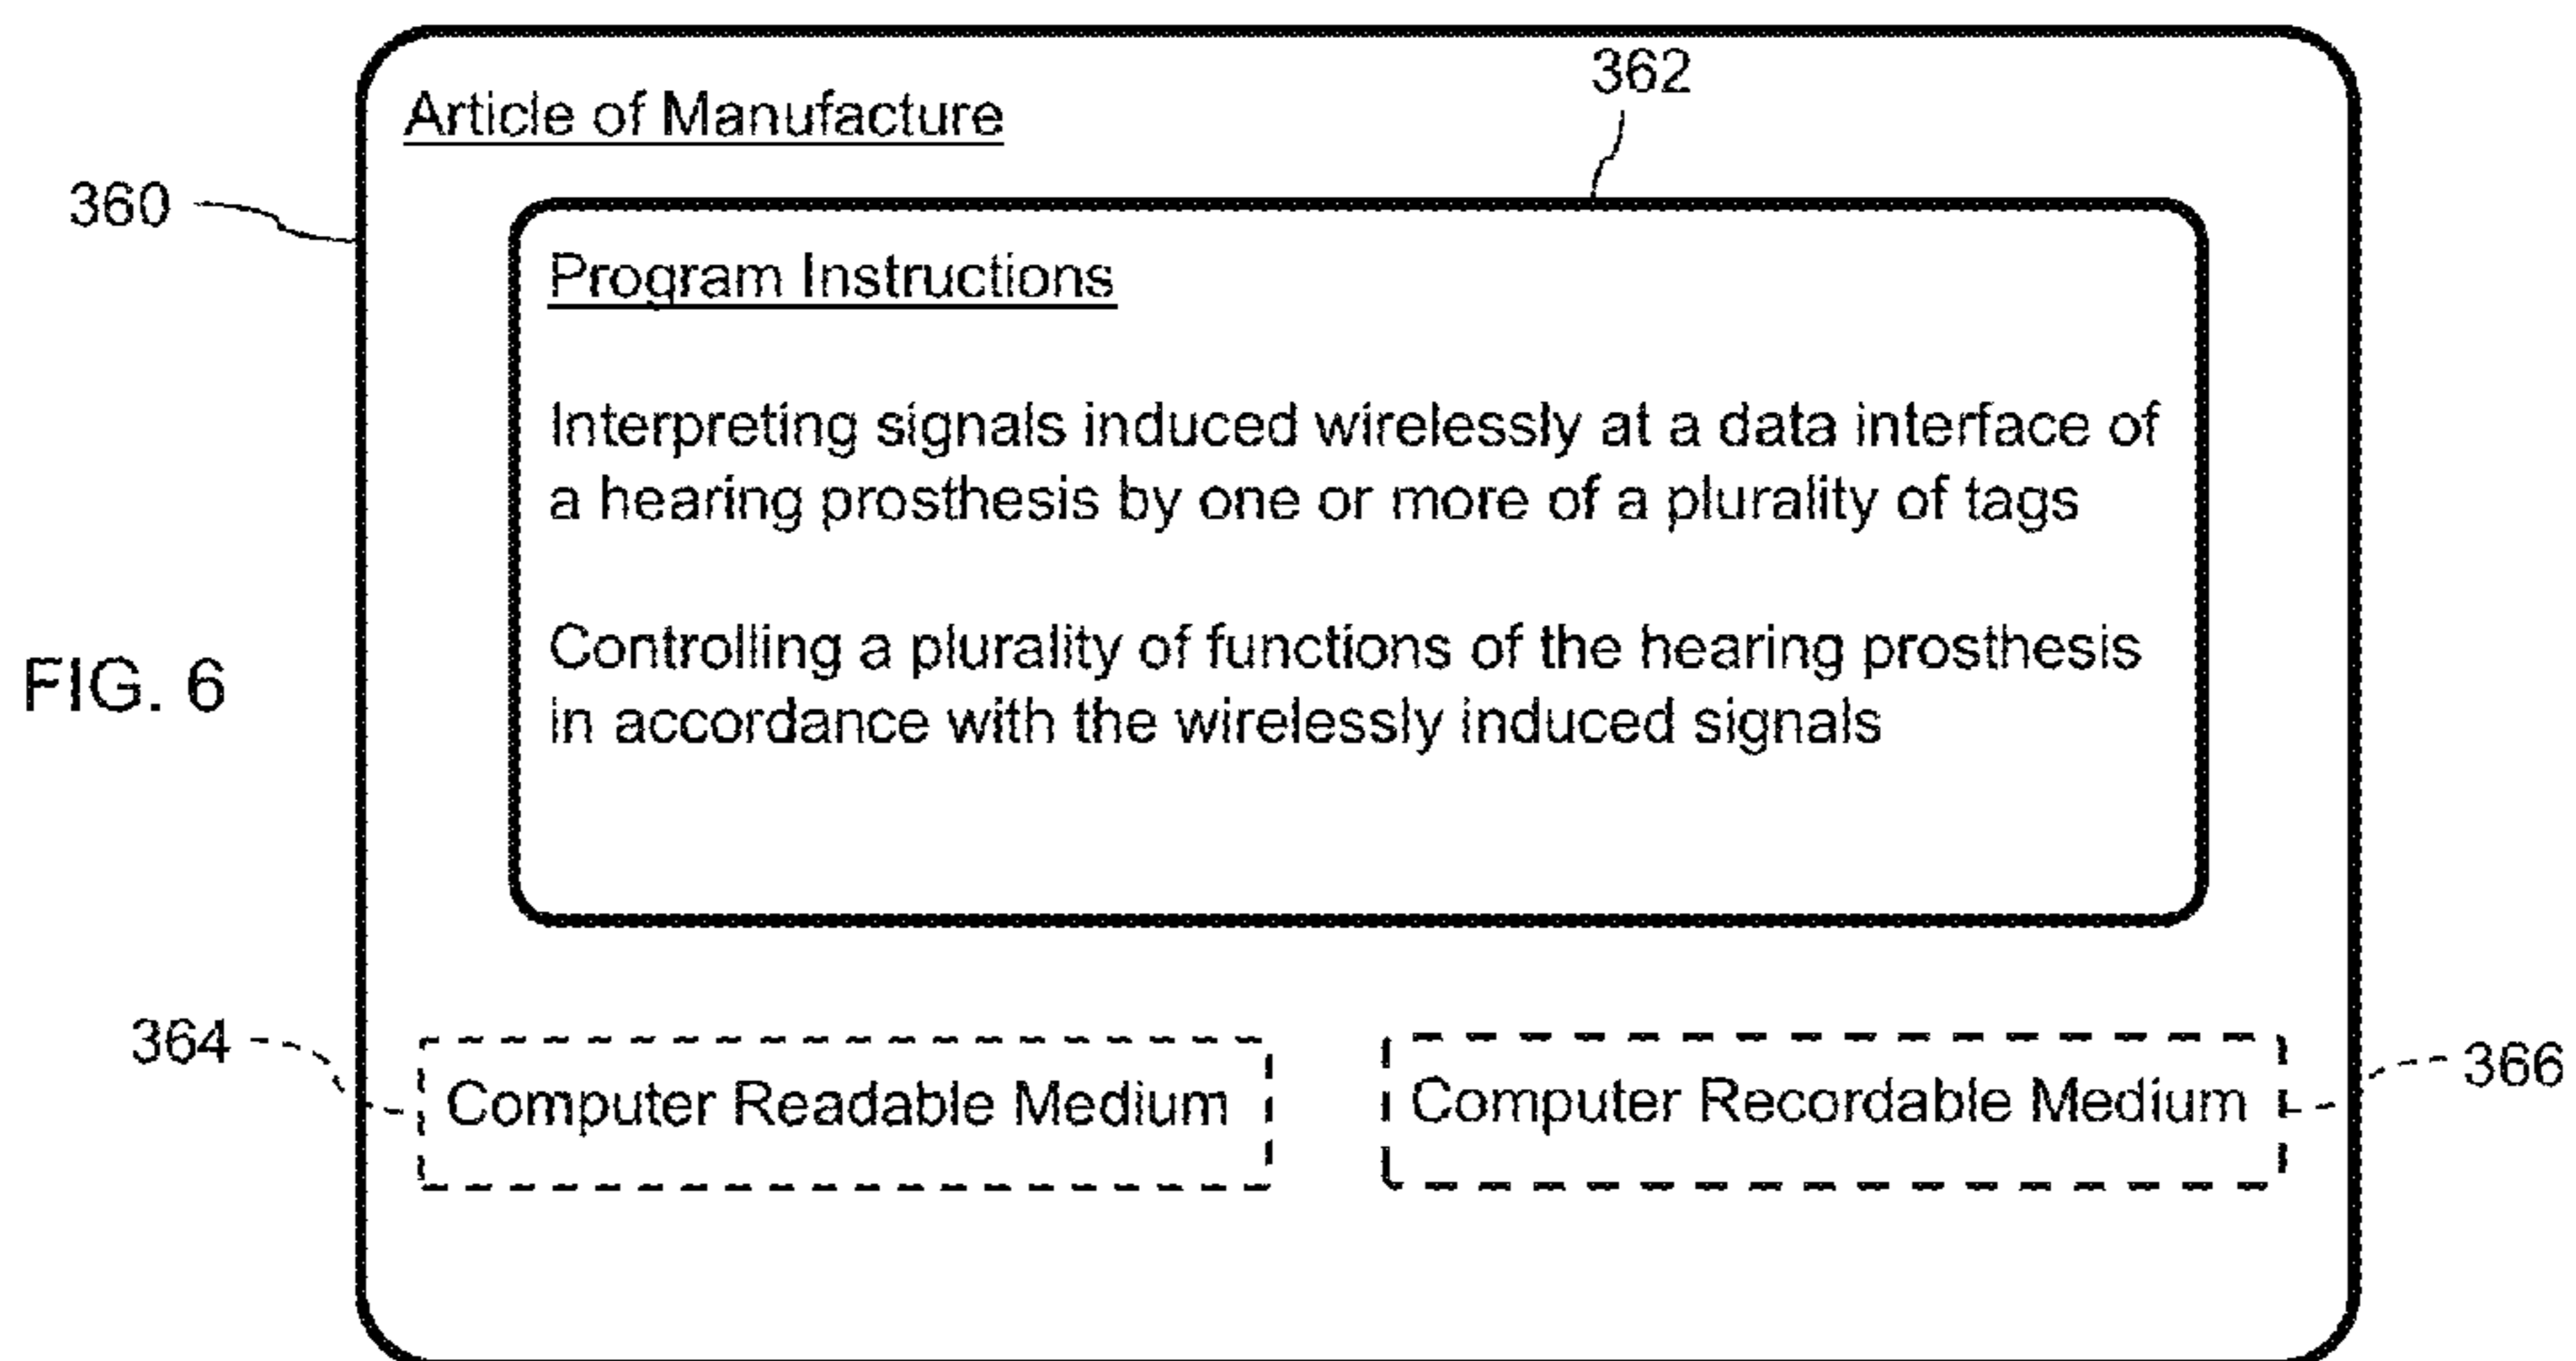 362
Article of Manufacture
360
Program Instructions
Interpreting signals induced wirelessly at a data interface of
a hearing prosthesis by one or more of a plurality of tags
Controlling a plurality of functions of the hearing prosthesis
in accordance with the wirelessly induced signals
FIG. 6
364
Computer Readable Medium
Computer Recordable Medium
366